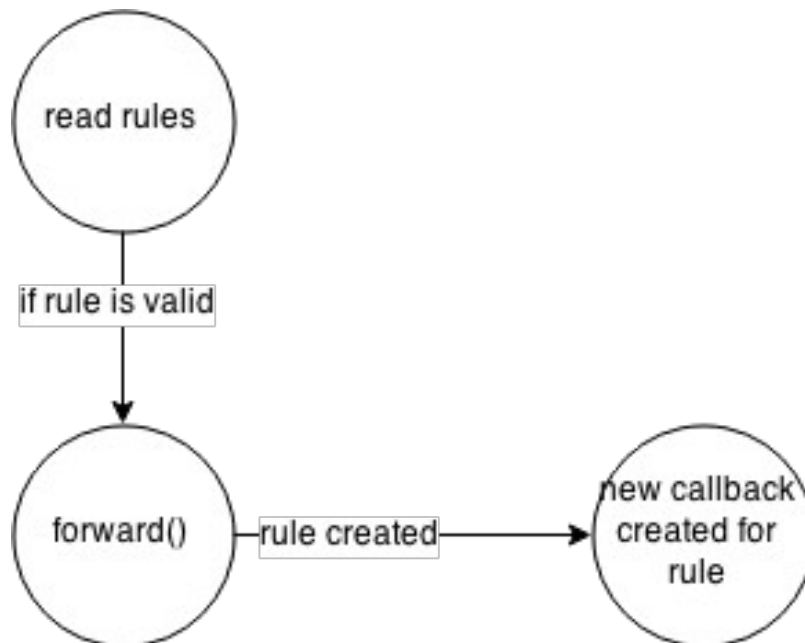 read rules
if rule is valid
forward()
rule created
new callback
created for
rule